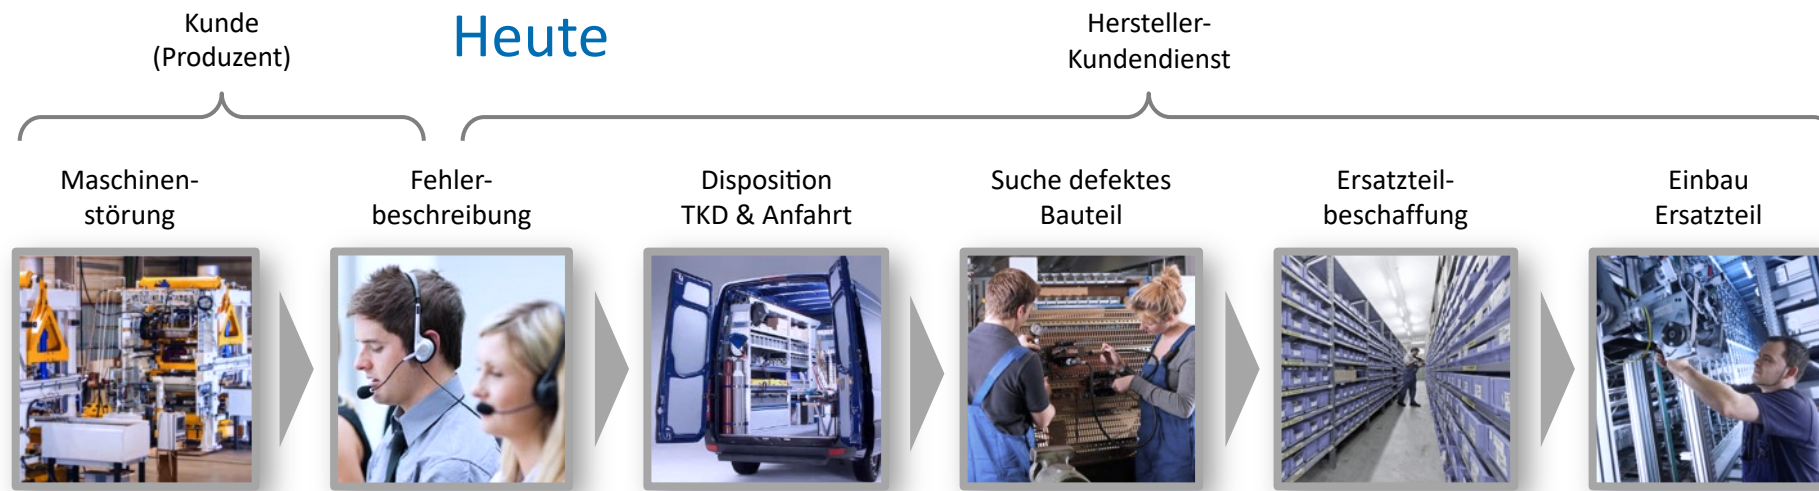 Kunde
(Produzent)
Heute
Hersteller-
Kundendienst
Maschinen-
störung
Fehler-
beschreibung
Disposition
TKD & Anfahrt
Suche defektes
Bauteil
Ersatzteil-
beschaffung
Einbau
Ersatzteil